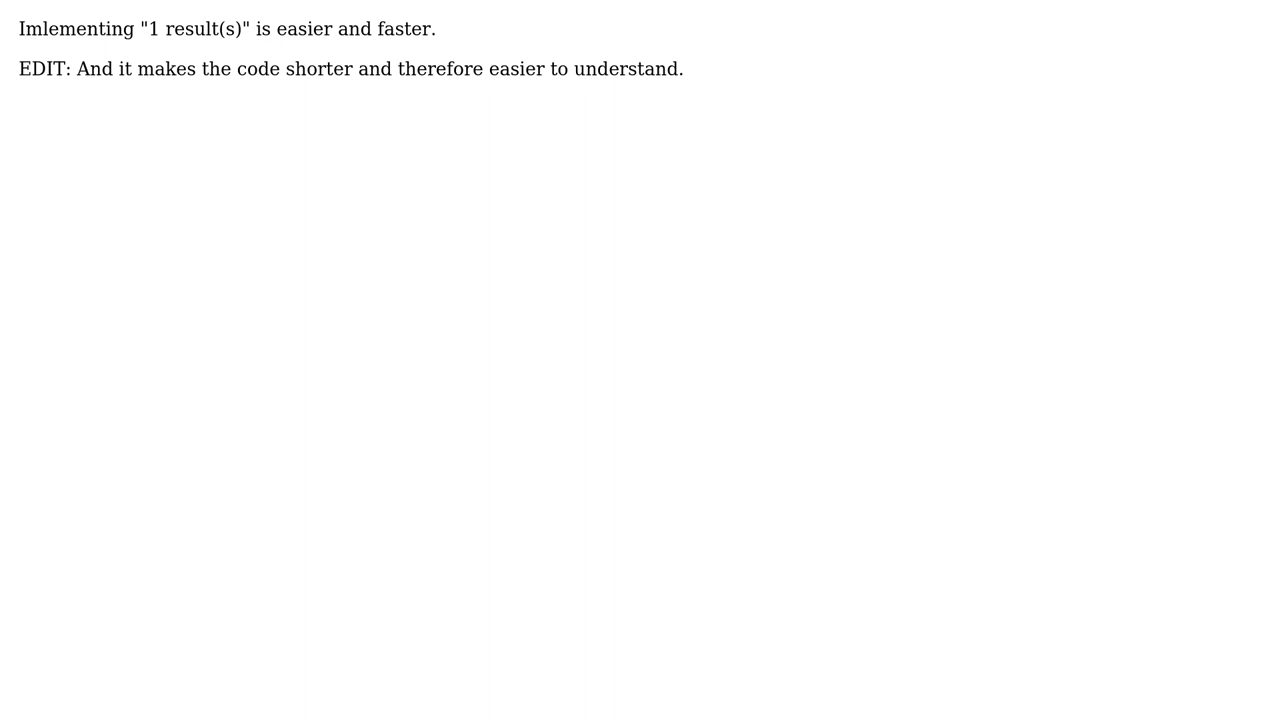 Imlementing "1 result(s)" is easier and faster.
EDIT: And it makes the code shorter and therefore easier to understand.